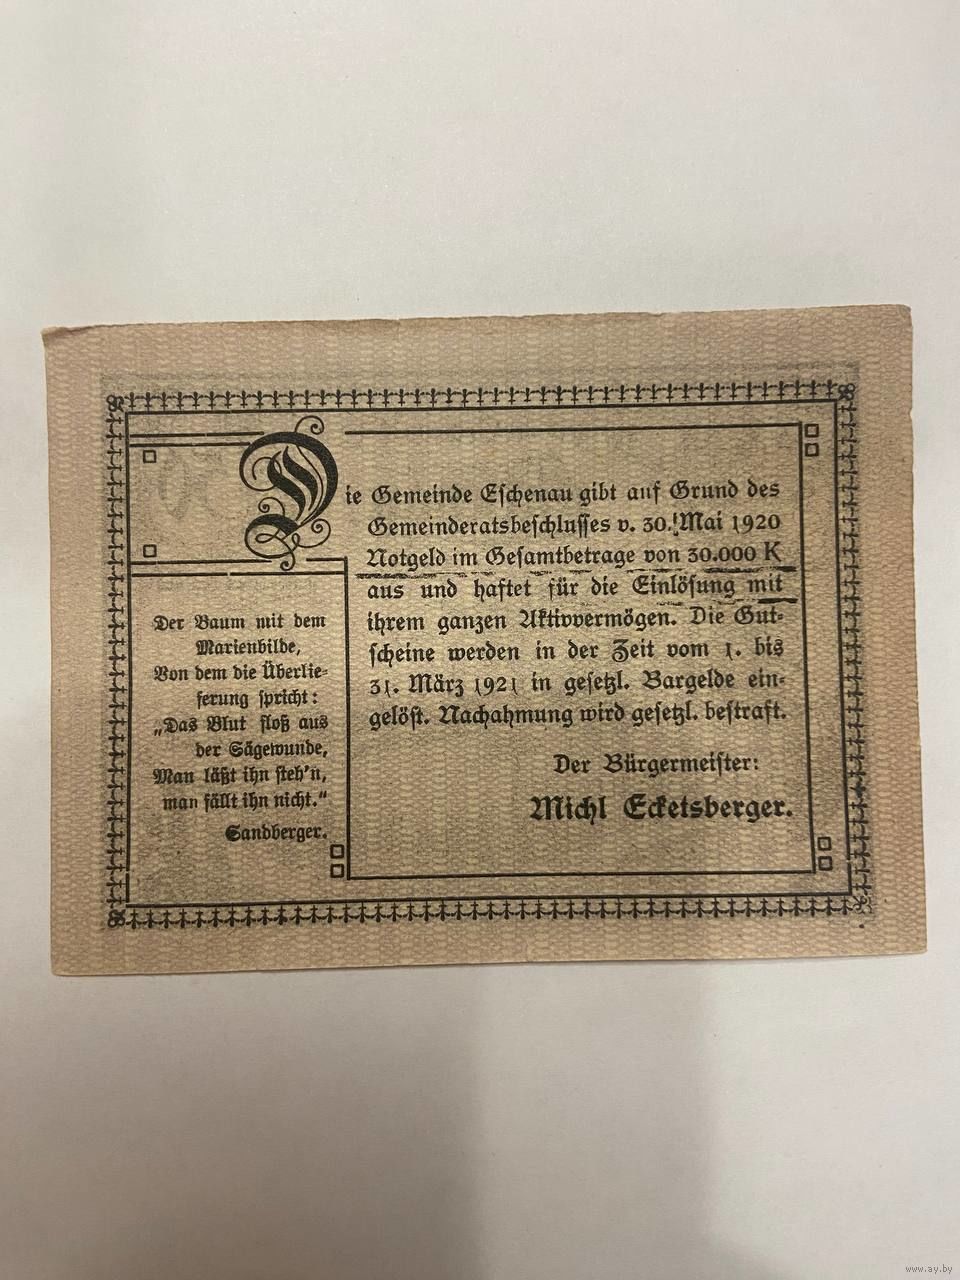 Die Gemeinde Eschenau gibt auf Grund des
Gemeinderatsbeschlusses v. 30. Mai 1920
Notgeld im Gesamtbetrage von 30.000 K
aus und haftet für die Einlösung mit
ihrem ganzen Aktivvermögen. Die Gut-
scheine werden in der Zeit vom 1. bis
31. März 1921 in gesetzl. Bargelde ein-
gelöst. Nachahmung wird gesetzl. bestraft.
Der Bürgermeister:
Michl Ecketsberger.
Der Baum mit dem
Marienbilde,
Von dem die Überlie-
ferung spricht:
„Das Blut floß aus
der Sägewunde,
Man läßt ihn steh'n,
man fällt ihn nicht.“
Sandberger.
www.ay.by